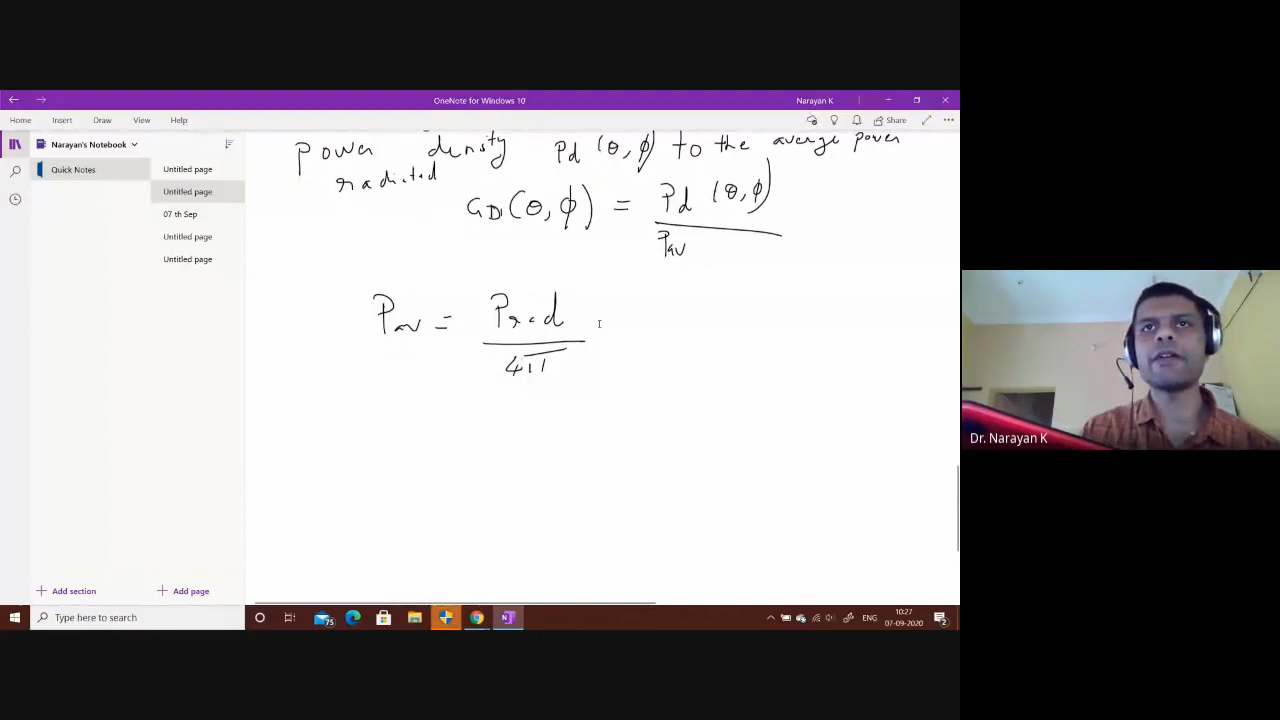 OneNote for Windows 10
Narayan K
Home Insert Draw View Help
Share
Narayan's Notebook
Quick Notes
Untitled page
Untitled page
07 th Sep
Untitled page
Untitled page
power density Pd (θ, φ) to the average power
radiated
GD(θ, φ) = Pd (θ, φ)
Pav
Pav = Prad
4π
Dr. Narayan K
+ Add section
+ Add page
Type here to search
75
ENG
10:27
07-09-2020
2